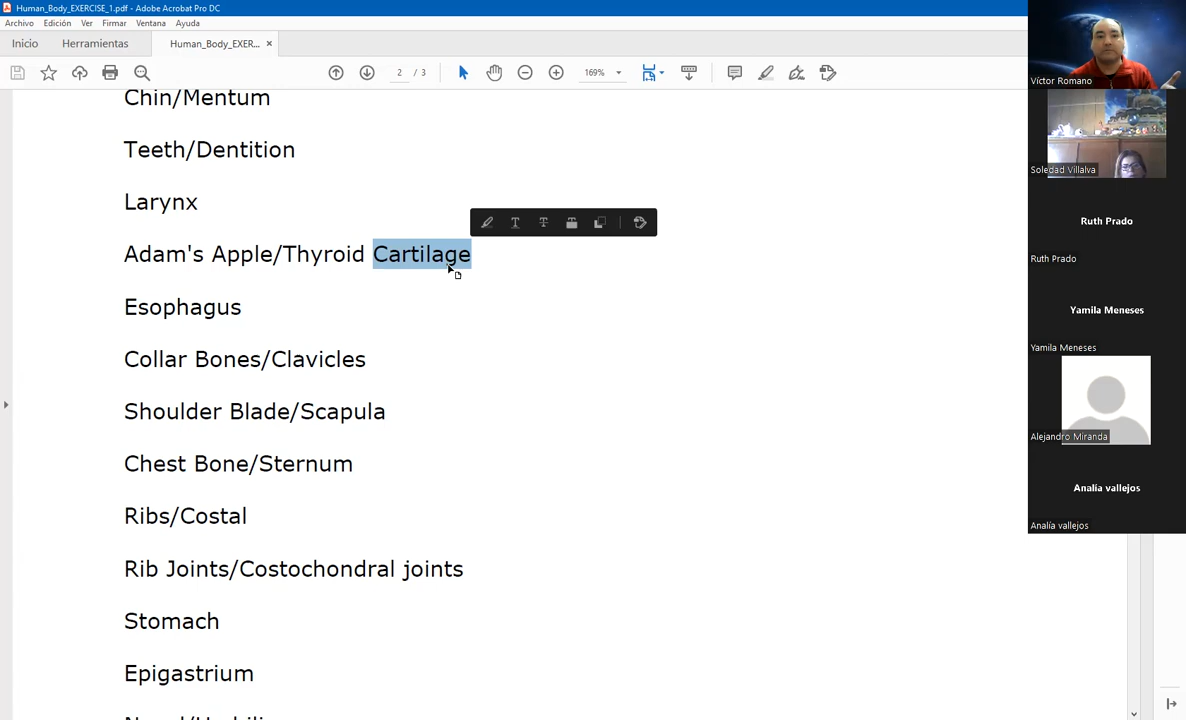 Human_Body_EXERCISE_1.pdf - Adobe Acrobat Pro DC
Archivo Edición Ver Firmar Ventana Ayuda
Inicio Herramientas Human_Body_EXER... ×
2 / 3 169%
Chin/Mentum
Teeth/Dentition
Larynx
Adam's Apple/Thyroid Cartilage
Esophagus
Collar Bones/Clavicles
Shoulder Blade/Scapula
Chest Bone/Sternum
Ribs/Costal
Rib Joints/Costochondral joints
Stomach
Epigastrium
Víctor Romano
Soledad Villalva
Ruth Prado
Ruth Prado
Yamila Meneses
Yamila Meneses
Alejandro Miranda
Analía vallejos
Analía vallejos